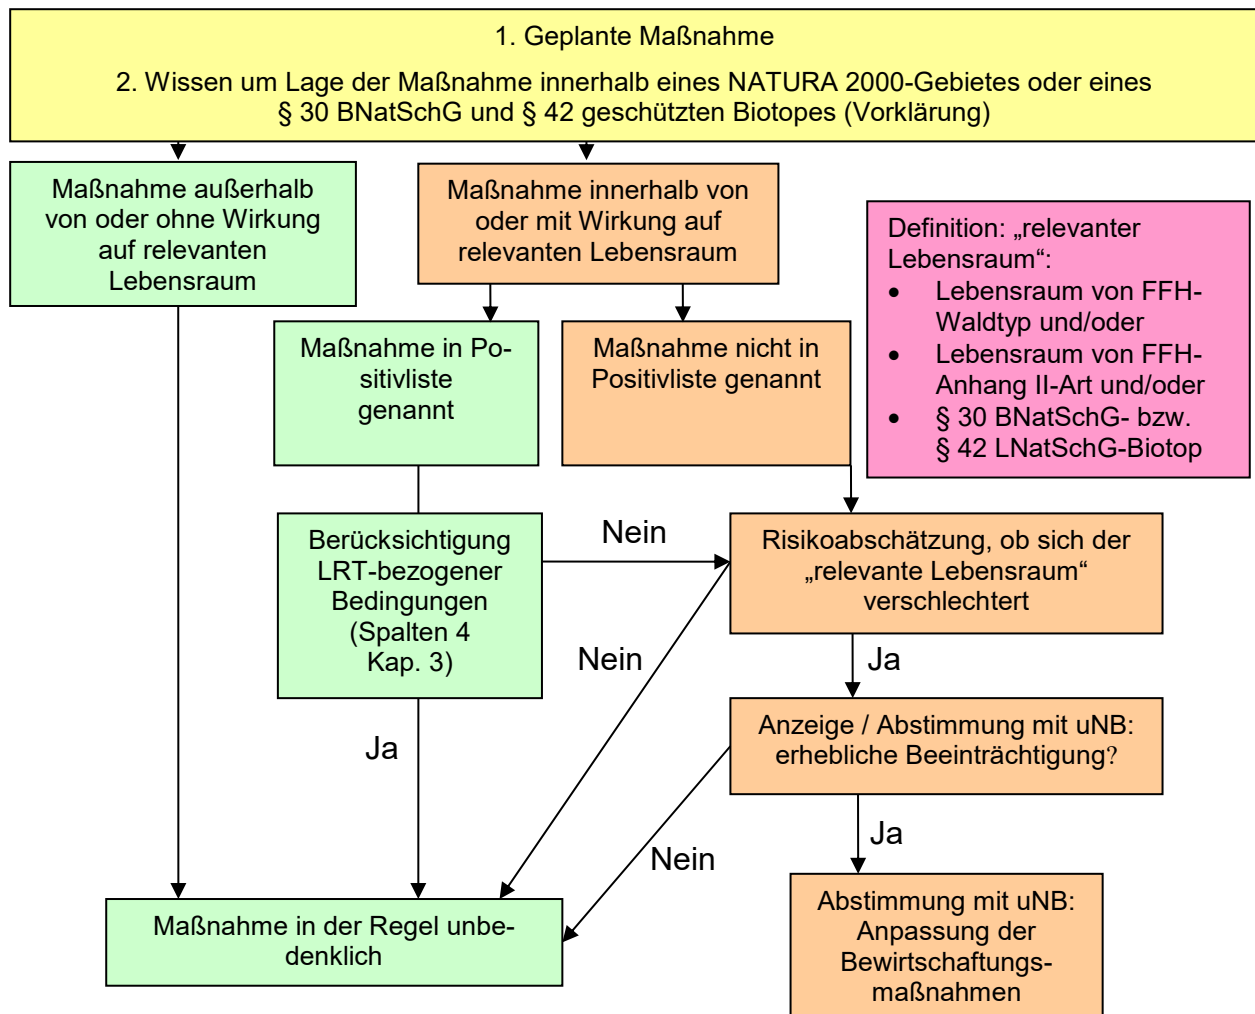 1. Geplante Maßnahme
2. Wissen um Lage der Maßnahme innerhalb eines NATURA 2000-Gebietes oder eines
§ 30 BNatSchG und § 42 geschützten Biotopes (Vorklärung)
Maßnahme außerhalb
von oder ohne Wirkung
auf relevanten
Lebensraum
Maßnahme innerhalb von
oder mit Wirkung auf
relevanten Lebensraum
Definition: „relevanter
Lebensraum“:
• Lebensraum von FFH-
Waldtyp und/oder
• Lebensraum von FFH-
Anhang II-Art und/oder
• § 30 BNatSchG- bzw.
§ 42 LNatSchG-Biotop
Maßnahme in Po-
sitivliste
genannt
Maßnahme nicht in
Positivliste genannt
Berücksichtigung
LRT-bezogener
Bedingungen
(Spalten 4
Kap. 3)
Nein
Risikoabschätzung, ob sich der
„relevante Lebensraum“
verschlechtert
Nein
Ja
Ja
Anzeige / Abstimmung mit uNB:
erhebliche Beeinträchtigung?
Nein
Ja
Maßnahme in der Regel unbe-
denklich
Abstimmung mit uNB:
Anpassung der
Bewirtschaftungs-
maßnahmen